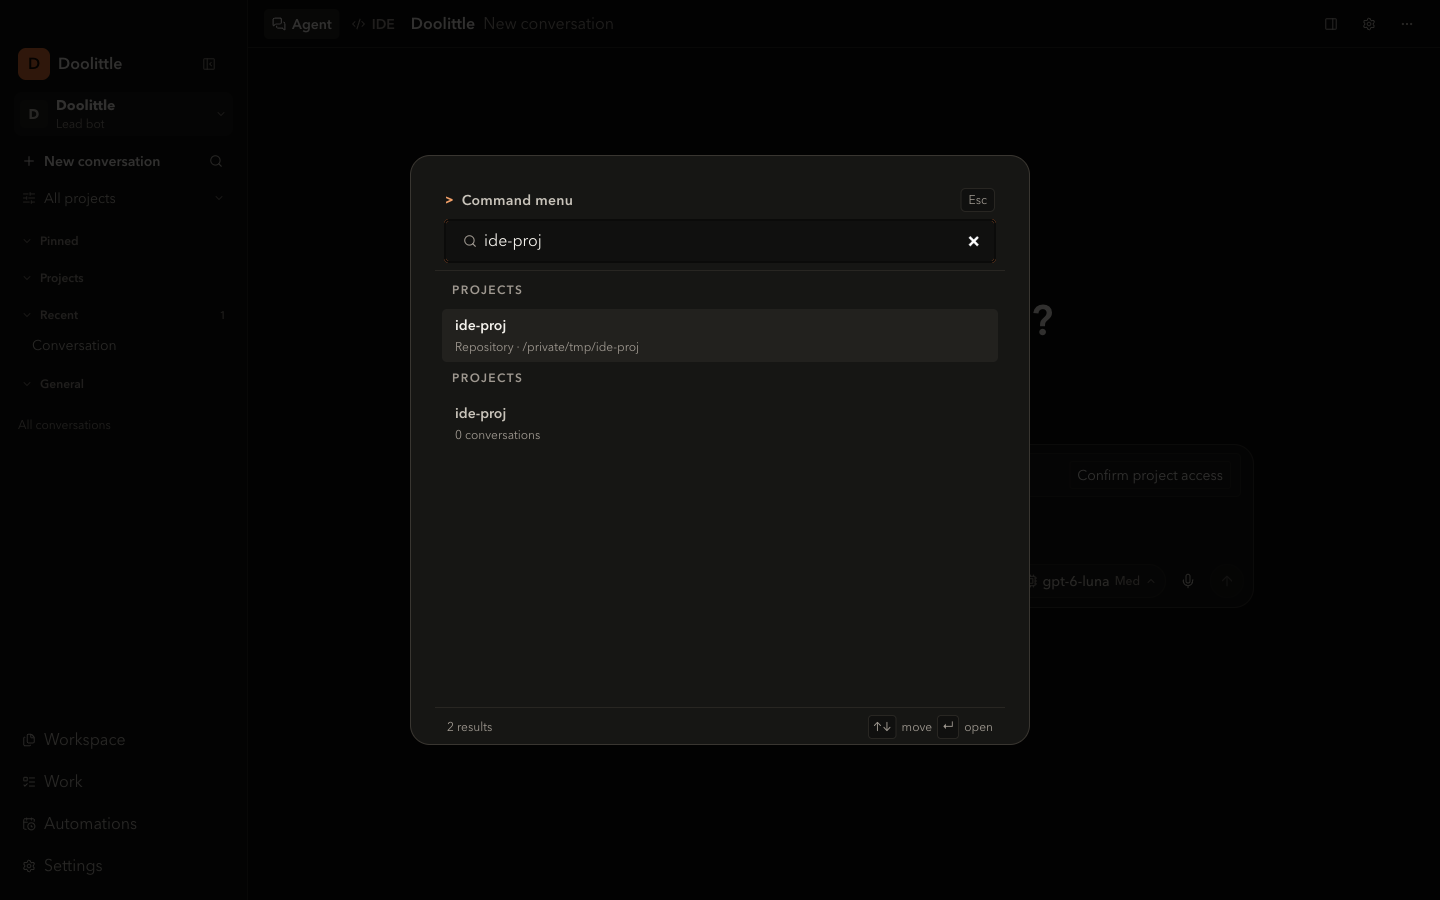 Agent
IDE
Doolittle New conversation
D Doolittle
D Doolittle
Lead bot
New conversation
All projects
Pinned
Projects
Recent 1
Conversation
General
All conversations
Workspace
Work
Automations
Settings
> Command menu Esc
ide-proj
PROJECTS
ide-proj
Repository · /private/tmp/ide-proj
PROJECTS
ide-proj
0 conversations
2 results ↑↓ move ↵ open
?
Confirm project access
gpt-6-luna Med